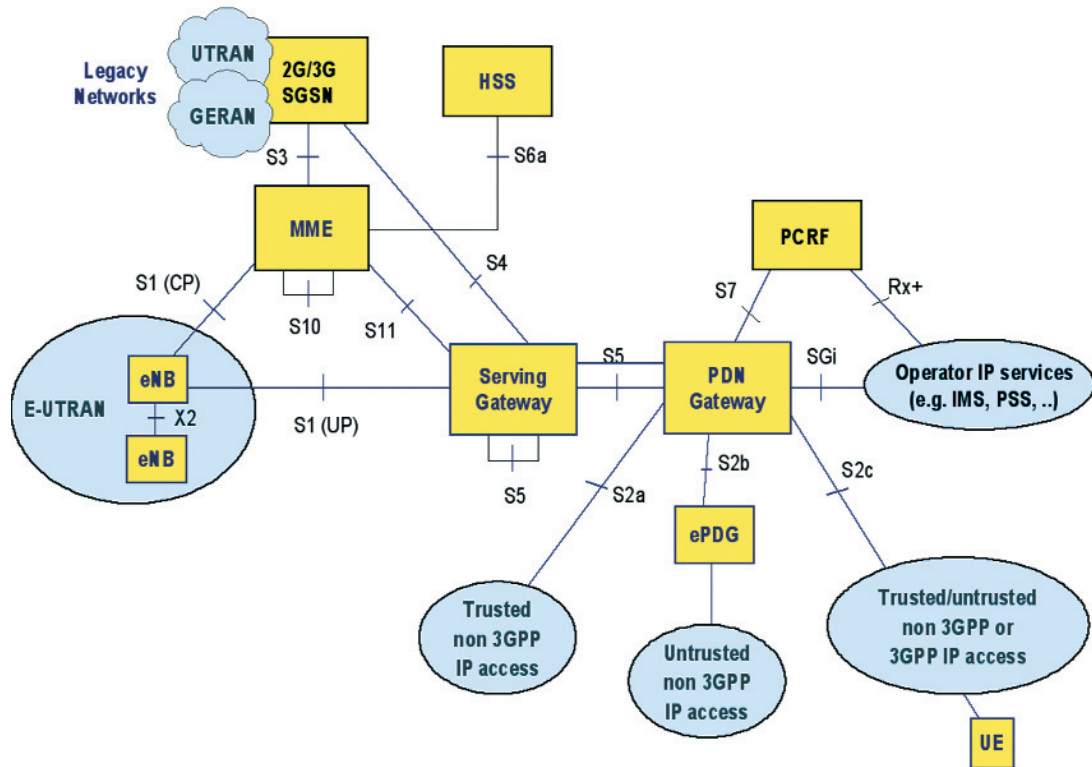 UTRAN
Legacy
Networks
GERAN
2G/3G
SGSN
HSS
S3
S6a
MME
PCRF
S1 (CP)
S10
S11
S4
S7
Rx+
E-UTRAN
eNB
X2
eNB
S1 (UP)
Serving
Gateway
S5
S5
PDN
Gateway
SGi
Operator IP services
(e.g. IMS, PSS, ..)
S2a
S2b
S2c
ePDG
Trusted
non 3GPP
IP access
Untrusted
non 3GPP
IP access
Trusted/untrusted
non 3GPP or
3GPP IP access
UE